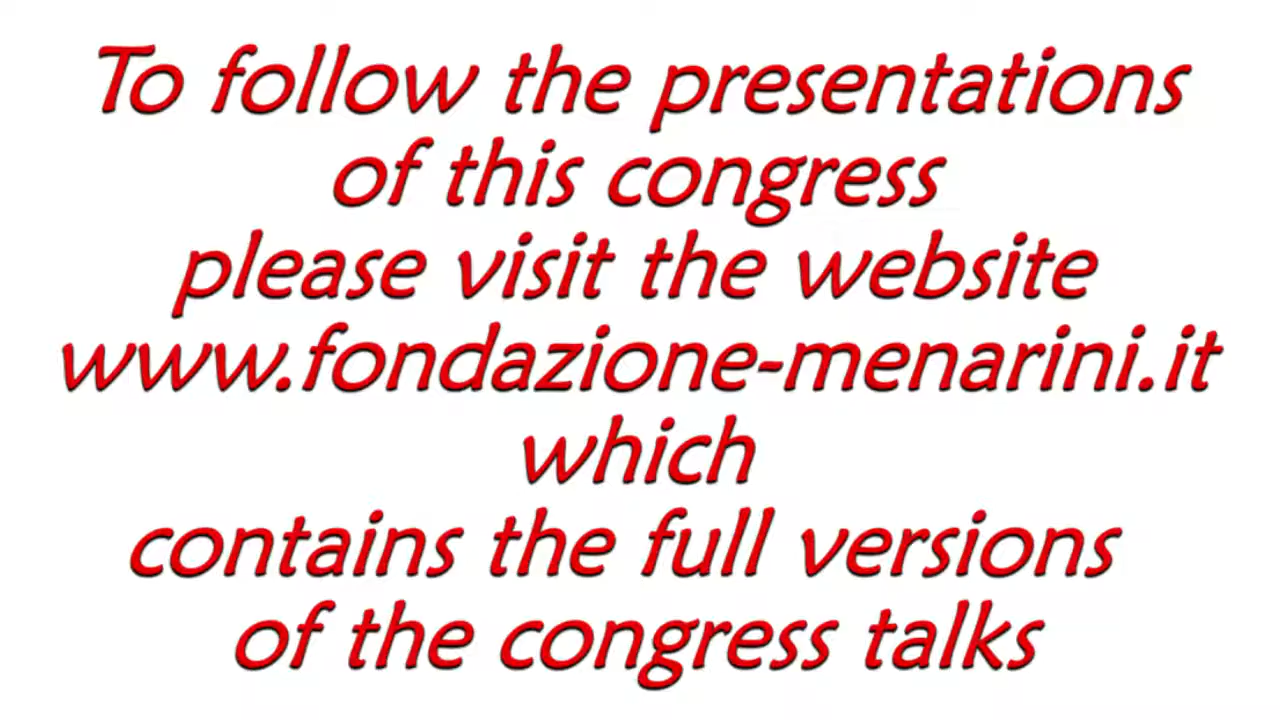 To follow the presentations
of this congress
please visit the website
www.fondazione-menarini.it
which
contains the full versions
of the congress talks